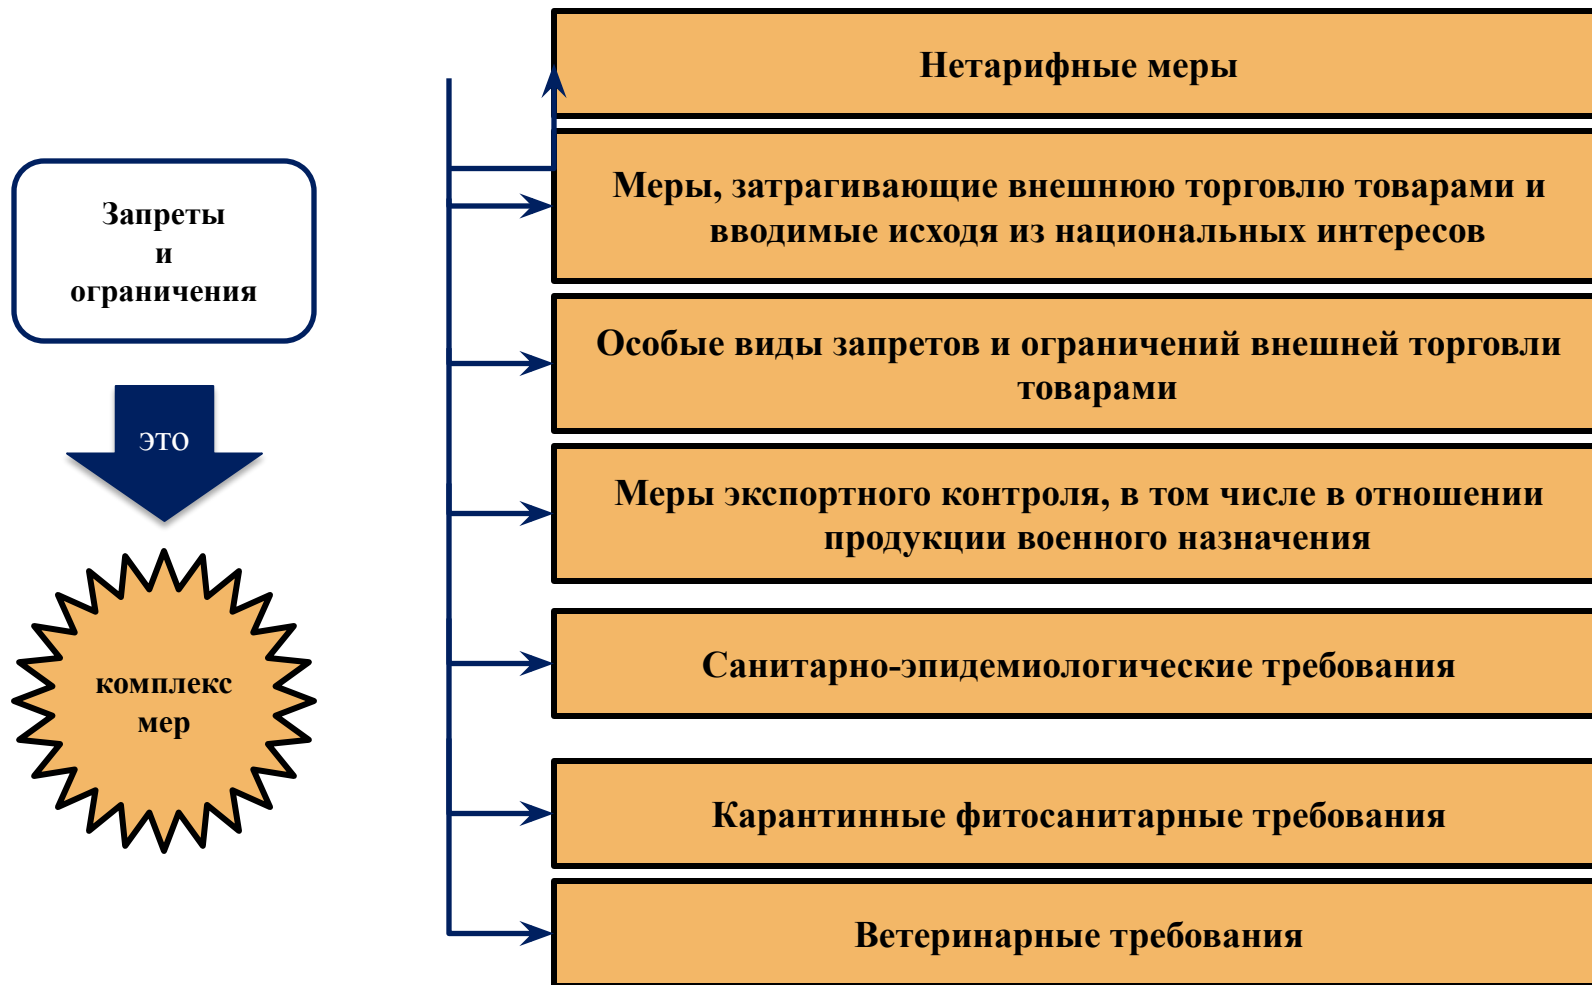 Запреты
и
ограничения
это
комплекс
мер
Нетарифные меры
Меры, затрагивающие внешнюю торговлю товарами и
вводимые исходя из национальных интересов
Особые виды запретов и ограничений внешней торговли
товарами
Меры экспортного контроля, в том числе в отношении
продукции военного назначения
Санитарно-эпидемиологические требования
Карантинные фитосанитарные требования
Ветеринарные требования